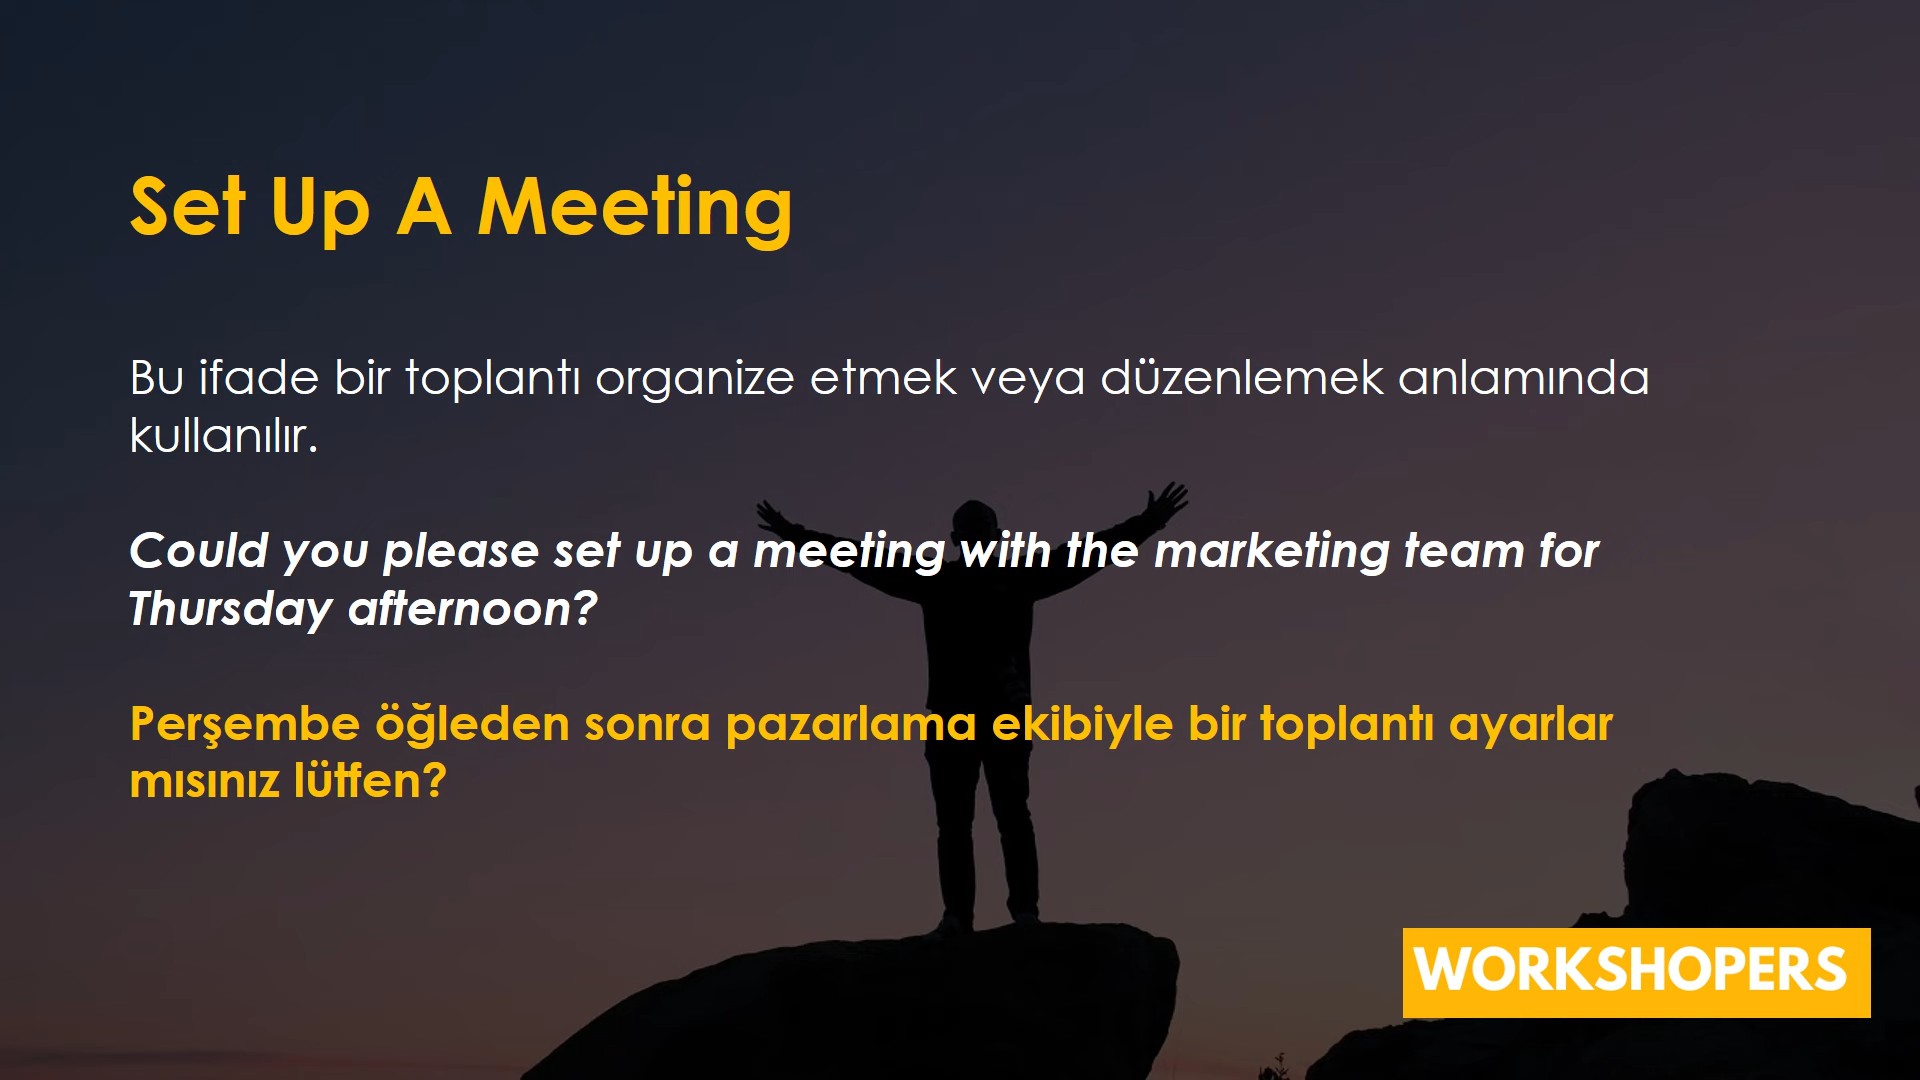 Set Up A Meeting
Bu ifade bir toplantı organize etmek veya düzenlemek anlamında
kullanılır.
Could you please set up a meeting with the marketing team for
Thursday afternoon?
Perşembe öğleden sonra pazarlama ekibiyle bir toplantı ayarlar
mısınız lütfen?
WORKSHOPERS